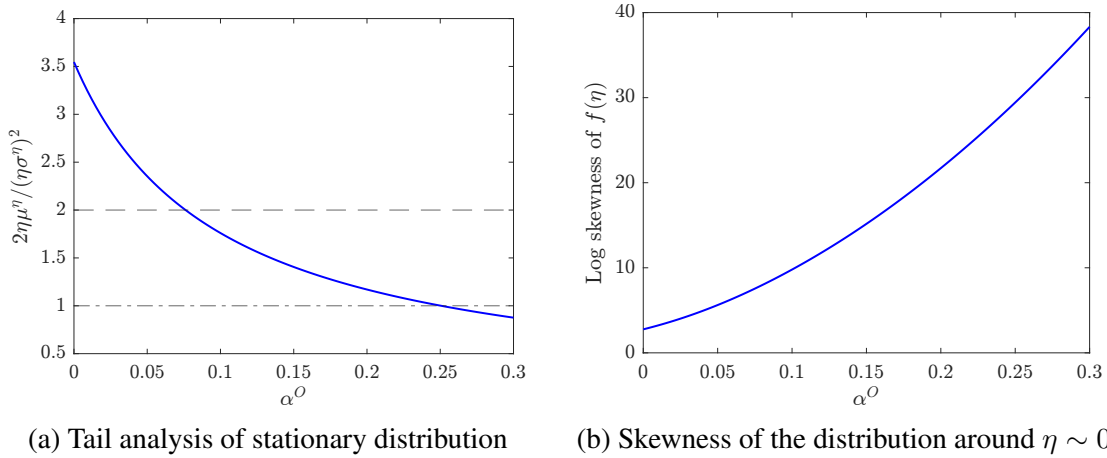 4
3.5
3
2.5
2
1.5
1
0.5
2ημ^η/(ησ^η)^2
0 0.05 0.1 0.15 0.2 0.25 0.3
α^O
(a) Tail analysis of stationary distribution
40
30
20
10
0
Log skewness of f(η)
0 0.05 0.1 0.15 0.2 0.25 0.3
α^O
(b) Skewness of the distribution around η ∼ 0